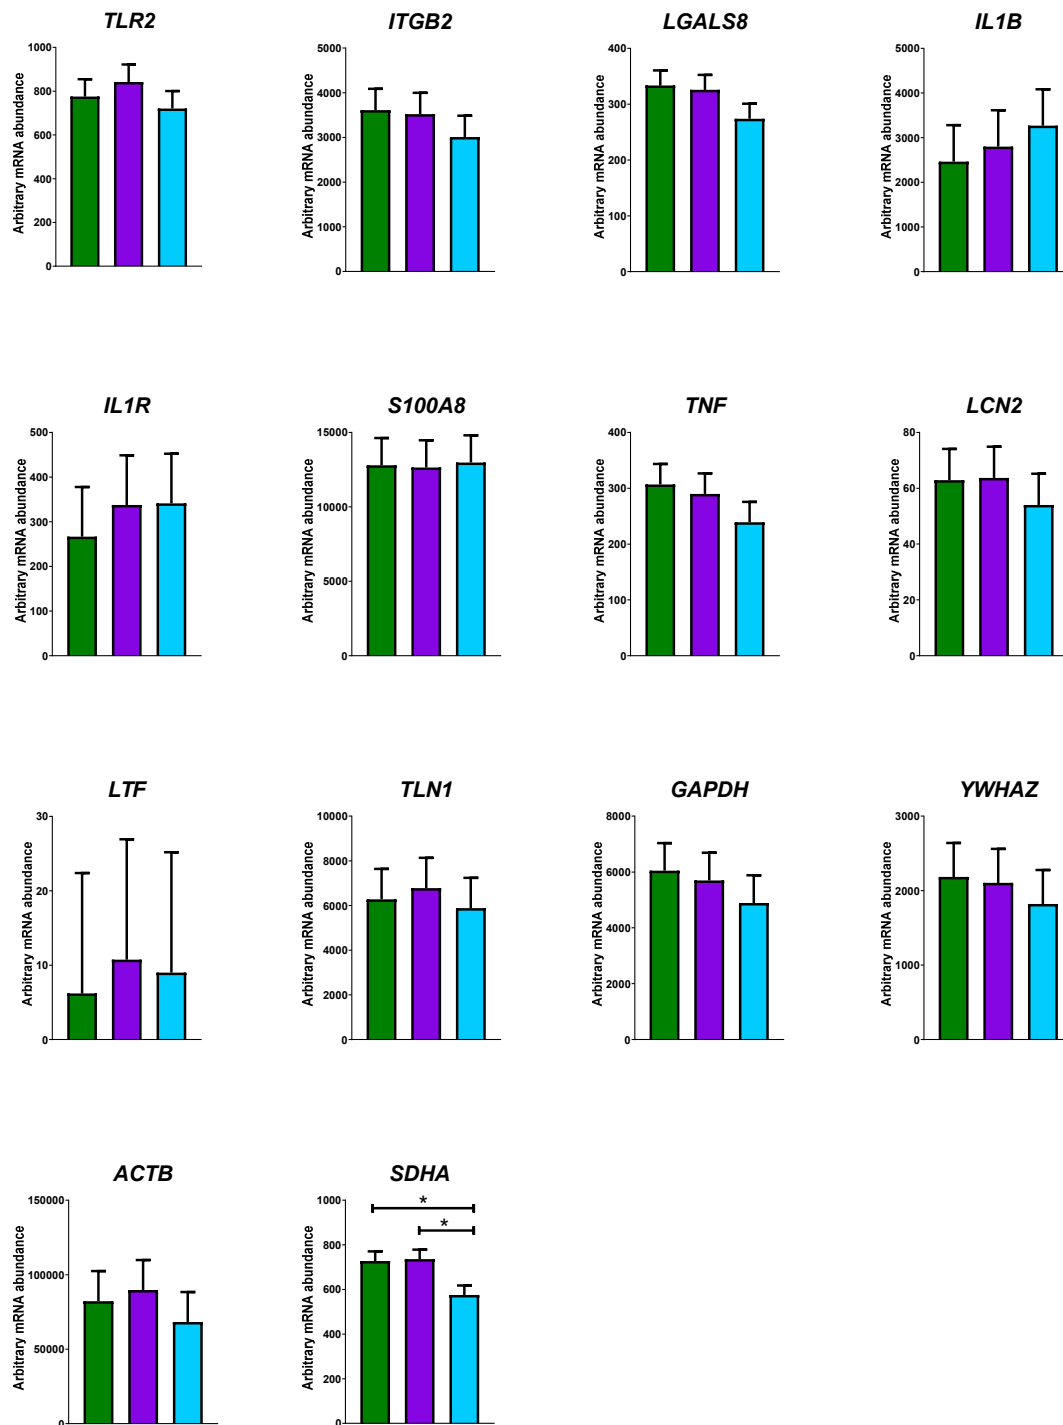 TLR2
1000
800
600
400
200
0
Arbitrary mRNA abundance
ITGB2
5000
4000
3000
2000
1000
0
Arbitrary mRNA abundance
LGALS8
400
300
200
100
0
Arbitrary mRNA abundance
IL1B
5000
4000
3000
2000
1000
0
Arbitrary mRNA abundance
IL1R
500
400
300
200
100
0
Arbitrary mRNA abundance
S100A8
15000
10000
5000
0
Arbitrary mRNA abundance
TNF
400
300
200
100
0
Arbitrary mRNA abundance
LCN2
80
60
40
20
0
Arbitrary mRNA abundance
LTF
30
20
10
0
Arbitrary mRNA abundance
TLN1
10000
8000
6000
4000
2000
0
Arbitrary mRNA abundance
GAPDH
8000
6000
4000
2000
0
Arbitrary mRNA abundance
YWHAZ
3000
2000
1000
0
Arbitrary mRNA abundance
ACTB
150000
100000
50000
0
Arbitrary mRNA abundance
SDHA
1000
800
600
400
200
0
Arbitrary mRNA abundance
*
*